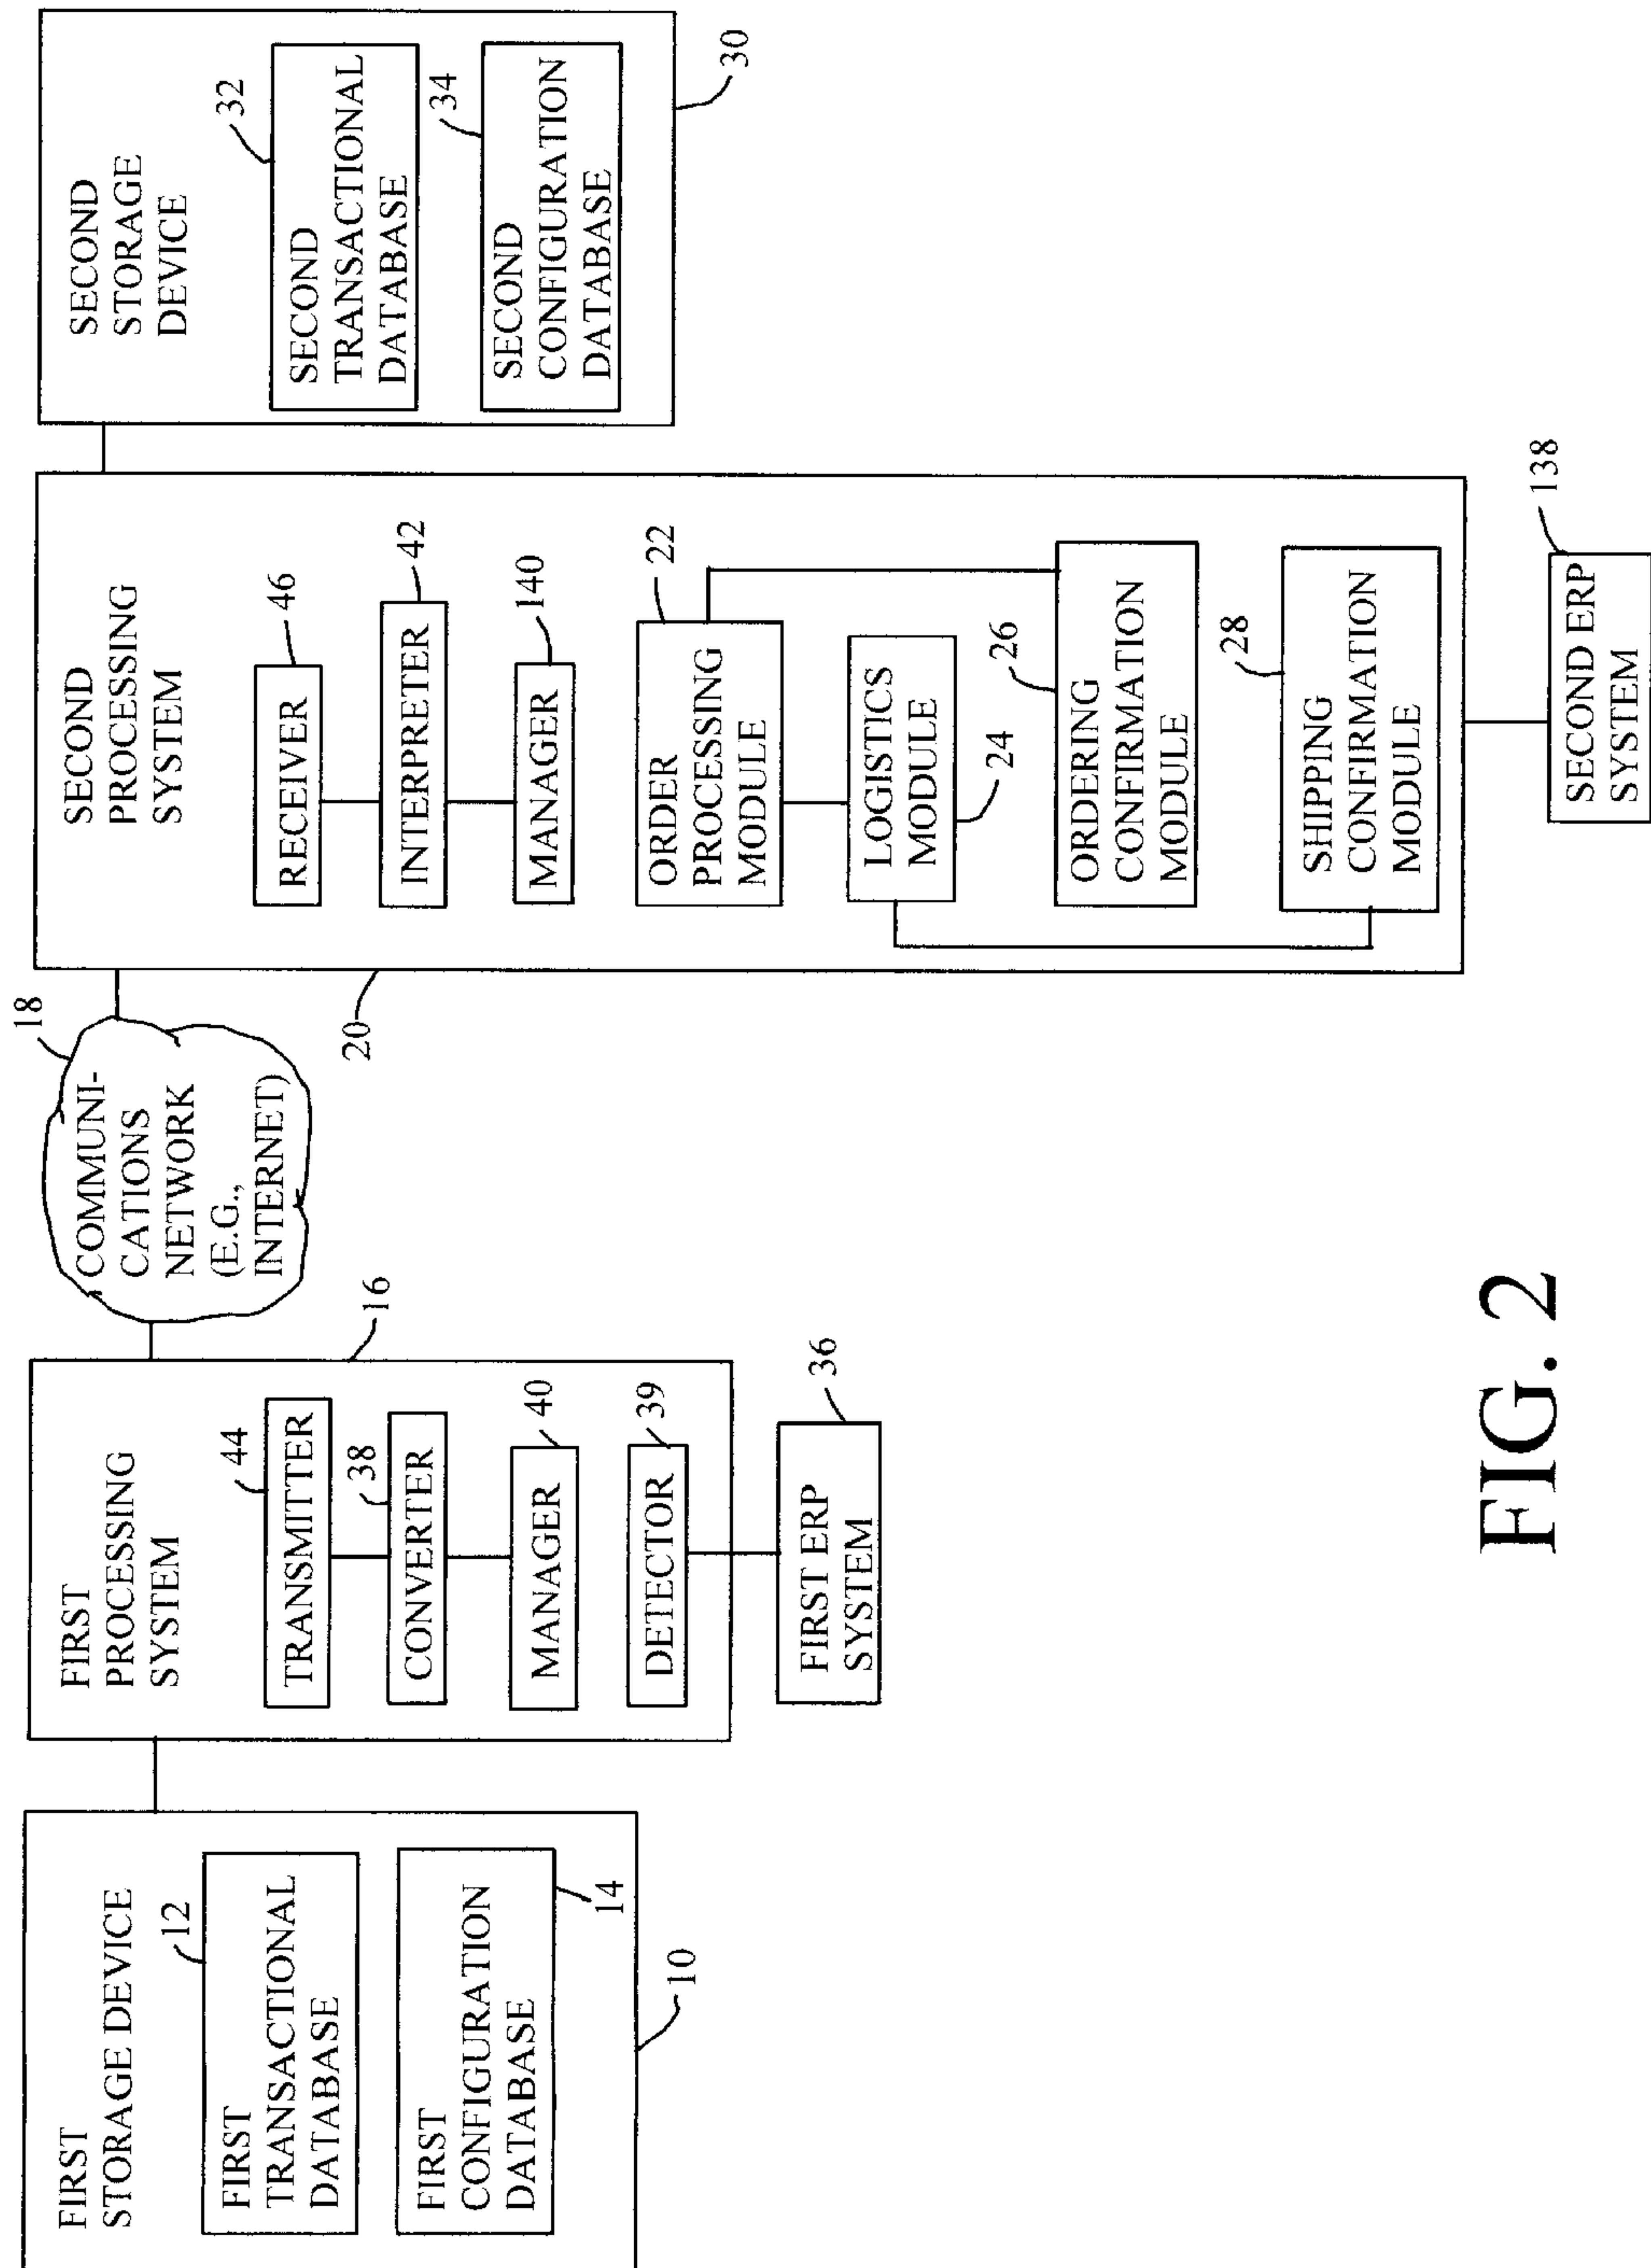 FIRST
STORAGE DEVICE
12
FIRST
TRANSACTIONAL
DATABASE
FIRST
CONFIGURATION
DATABASE
14
10
FIRST
PROCESSING
SYSTEM
44
TRANSMITTER
38
CONVERTER
40
MANAGER
39
DETECTOR
16
36
FIRST ERP
SYSTEM
18
COMMUNI-
CATIONS
NETWORK
(E.G.,
INTERNET)
20
SECOND
PROCESSING
SYSTEM
46
RECEIVER
42
INTERPRETER
140
MANAGER
22
ORDER
PROCESSING
MODULE
LOGISTICS
MODULE
24
26
ORDERING
CONFIRMATION
MODULE
28
SHIPPING
CONFIRMATION
MODULE
138
SECOND ERP
SYSTEM
SECOND
STORAGE
DEVICE
32
SECOND
TRANSACTIONAL
DATABASE
34
SECOND
CONFIGURATION
DATABASE
30
FIG. 2